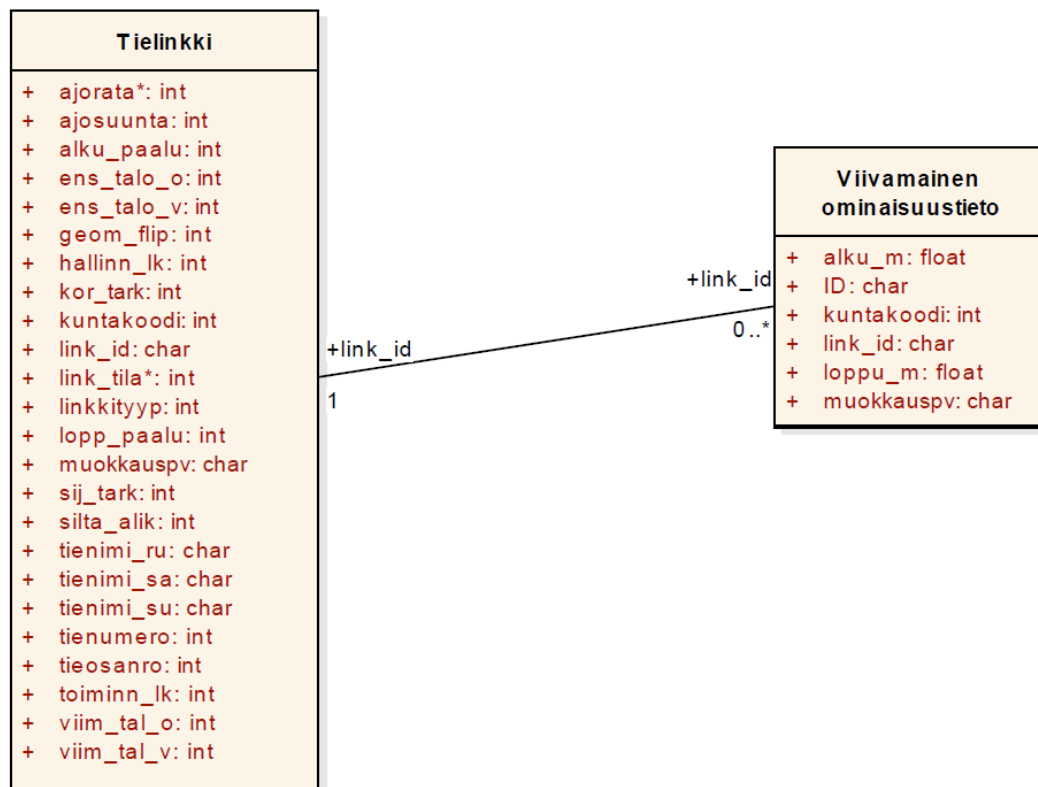 Tielinkki
+ ajorata*: int
+ ajosuunta: int
+ alku_paalu: int
+ ens_talo_o: int
+ ens_talo_v: int
+ geom_flip: int
+ hallinn_lk: int
+ kor_tark: int
+ kuntakoodi: int
+ link_id: char
+ link_tila*: int
+ linkkityyp: int
+ lopp_paalu: int
+ muokkauspv: char
+ sij_tark: int
+ silta_alik: int
+ tienimi_ru: char
+ tienimi_sa: char
+ tienimi_su: char
+ tienumero: int
+ tieosanro: int
+ toiminn_lk: int
+ viim_tal_o: int
+ viim_tal_v: int
+link_id
1
+link_id
0..*
Viivamainen
ominaisuustieto
+ alku_m: float
+ ID: char
+ kuntakoodi: int
+ link_id: char
+ loppu_m: float
+ muokkauspv: char